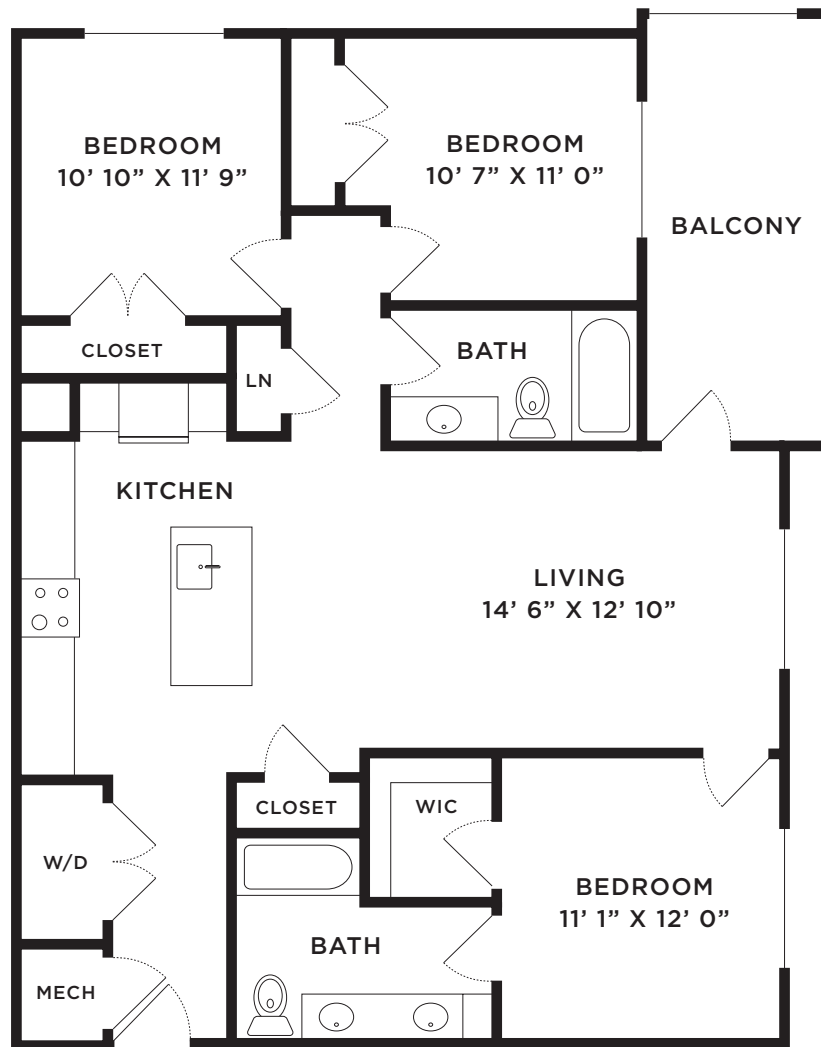 BEDROOM
10’ 10” X 11’ 9”
BEDROOM
10’ 7” X 11’ 0”
BALCONY
CLOSET
LN
BATH
KITCHEN
LIVING
14’ 6” X 12’ 10”
CLOSET
WIC
W/D
BEDROOM
11’ 1” X 12’ 0”
BATH
MECH